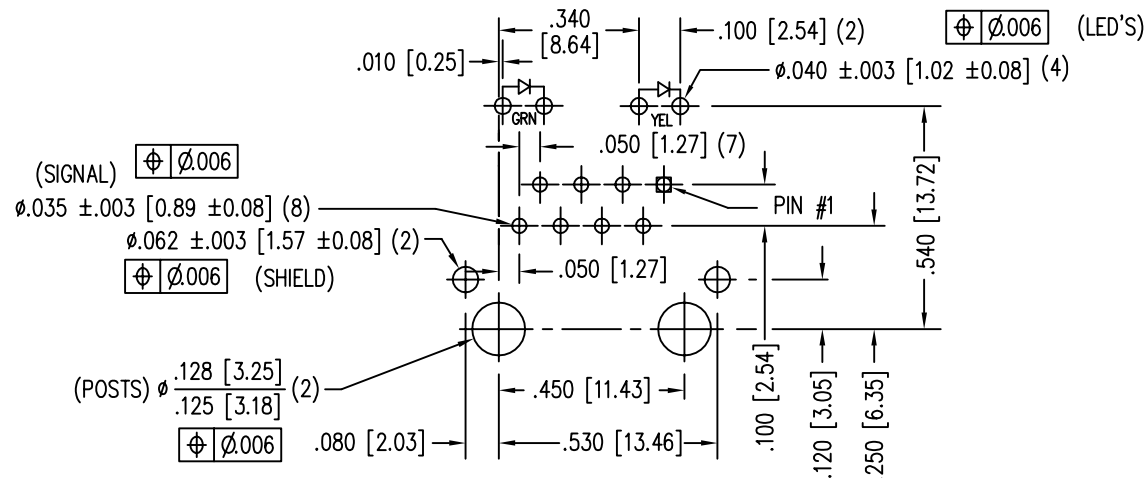 .340
[8.64]
.100 [2.54] (2)
⌖ Ø.006 (LED'S)
.010 [0.25]
Ø.040 ±.003 [1.02 ±0.08] (4)
GRN
YEL
.050 [1.27] (7)
⌖ Ø.006
(SIGNAL)
Ø.035 ±.003 [0.89 ±0.08] (8)
PIN #1
Ø.062 ±.003 [1.57 ±0.08] (2)
⌖ Ø.006 (SHIELD)
.050 [1.27]
.540 [13.72]
(POSTS) Ø .128 [3.25] (2)
.125 [3.18]
⌖ Ø.006
.450 [11.43]
.080 [2.03]
.530 [13.46]
.100 [2.54]
.120 [3.05]
250 [6.35]